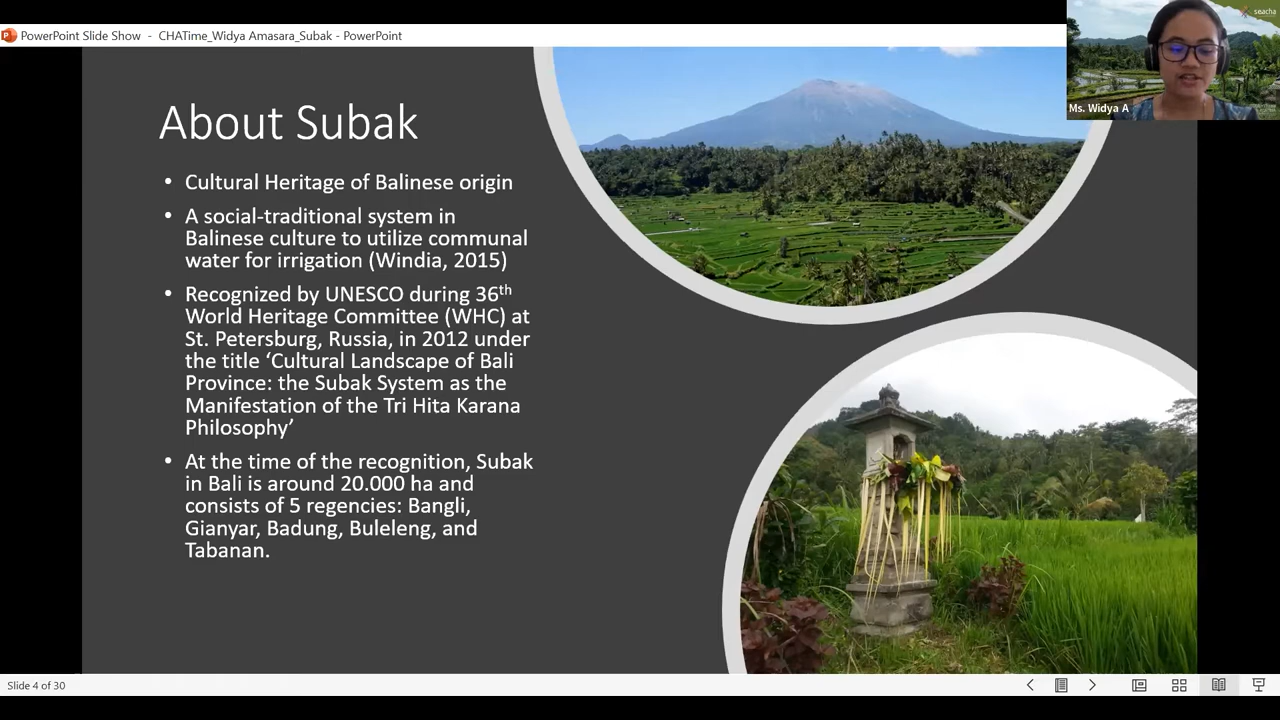 PowerPoint Slide Show - CHATime_Widya Amasara_Subak - PowerPoint
seacha
Ms. Widya A
About Subak
• Cultural Heritage of Balinese origin
• A social-traditional system in
Balinese culture to utilize communal
water for irrigation (Windia, 2015)
• Recognized by UNESCO during 36th
World Heritage Committee (WHC) at
St. Petersburg, Russia, in 2012 under
the title ‘Cultural Landscape of Bali
Province: the Subak System as the
Manifestation of the Tri Hita Karana
Philosophy’
• At the time of the recognition, Subak
in Bali is around 20.000 ha and
consists of 5 regencies: Bangli,
Gianyar, Badung, Buleleng, and
Tabanan.
Slide 4 of 30